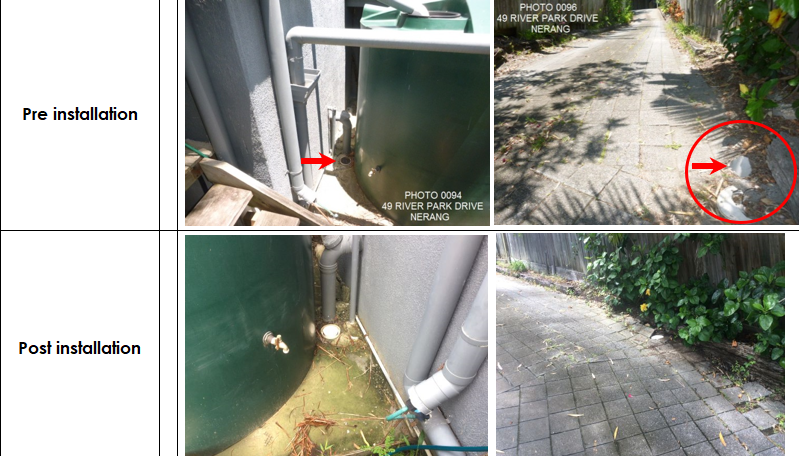 Pre installation
PHOTO 0094
49 RIVER PARK DRIVE
NERANG
PHOTO 0096
49 RIVER PARK DRIVE
NERANG
Post installation